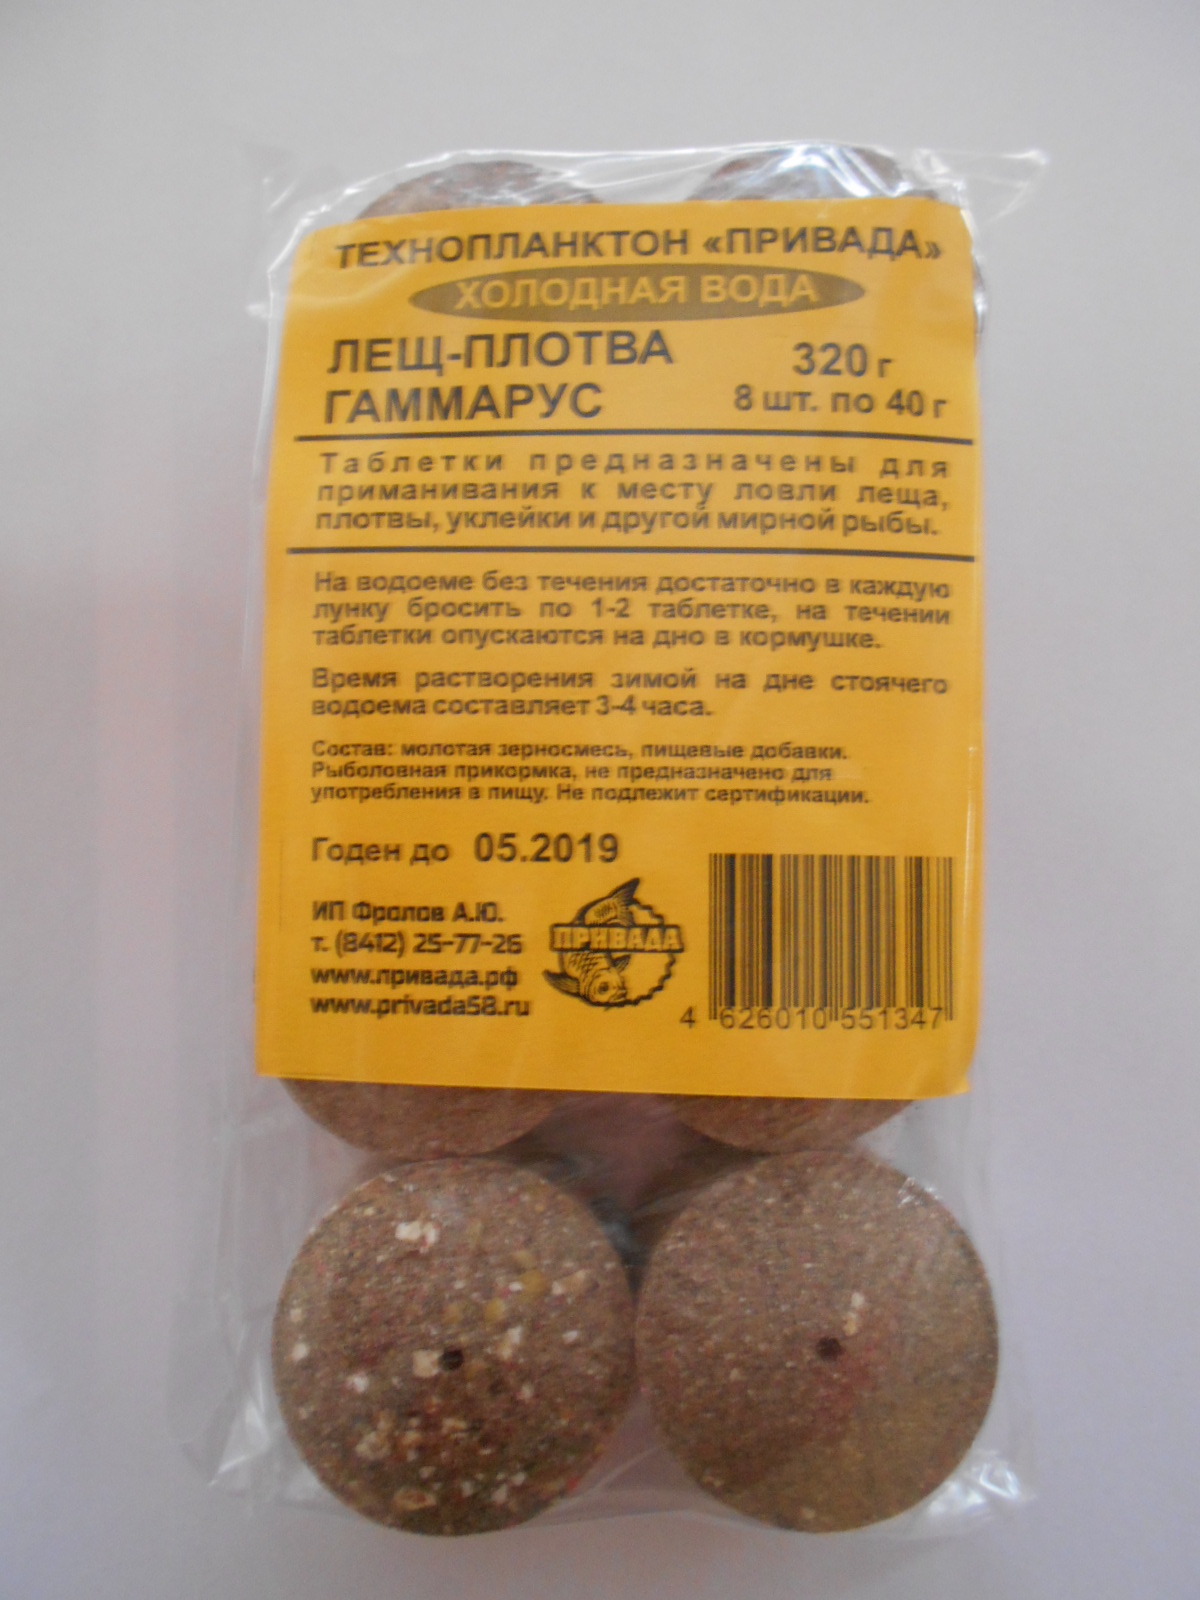 ТЕХНОПЛАНКТОН «ПРИВАДА»
ХОЛОДНАЯ ВОДА
ЛЕЩ-ПЛОТВА
ГАММАРУС
320 г
8 шт. по 40 г
Таблетки предназначены для
приманивания к месту ловли леща,
плотвы, уклейки и другой мирной рыбы.
На водоеме без течения достаточно в каждую
лунку бросить по 1-2 таблетке, на течении
таблетки опускаются на дно в кормушке.
Время растворения зимой на дне стоячего
водоема составляет 3-4 часа.
Состав: молотая зерносмесь, пищевые добавки.
Рыболовная прикормка, не предназначено для
употребления в пищу. Не подлежит сертификации.
Годен до 05.2019
ИП Фролов А.Ю.
т. (8412) 25-77-26
www.привада.рф
www.privada58.ru
ПРИВАДА
4 626010 551347